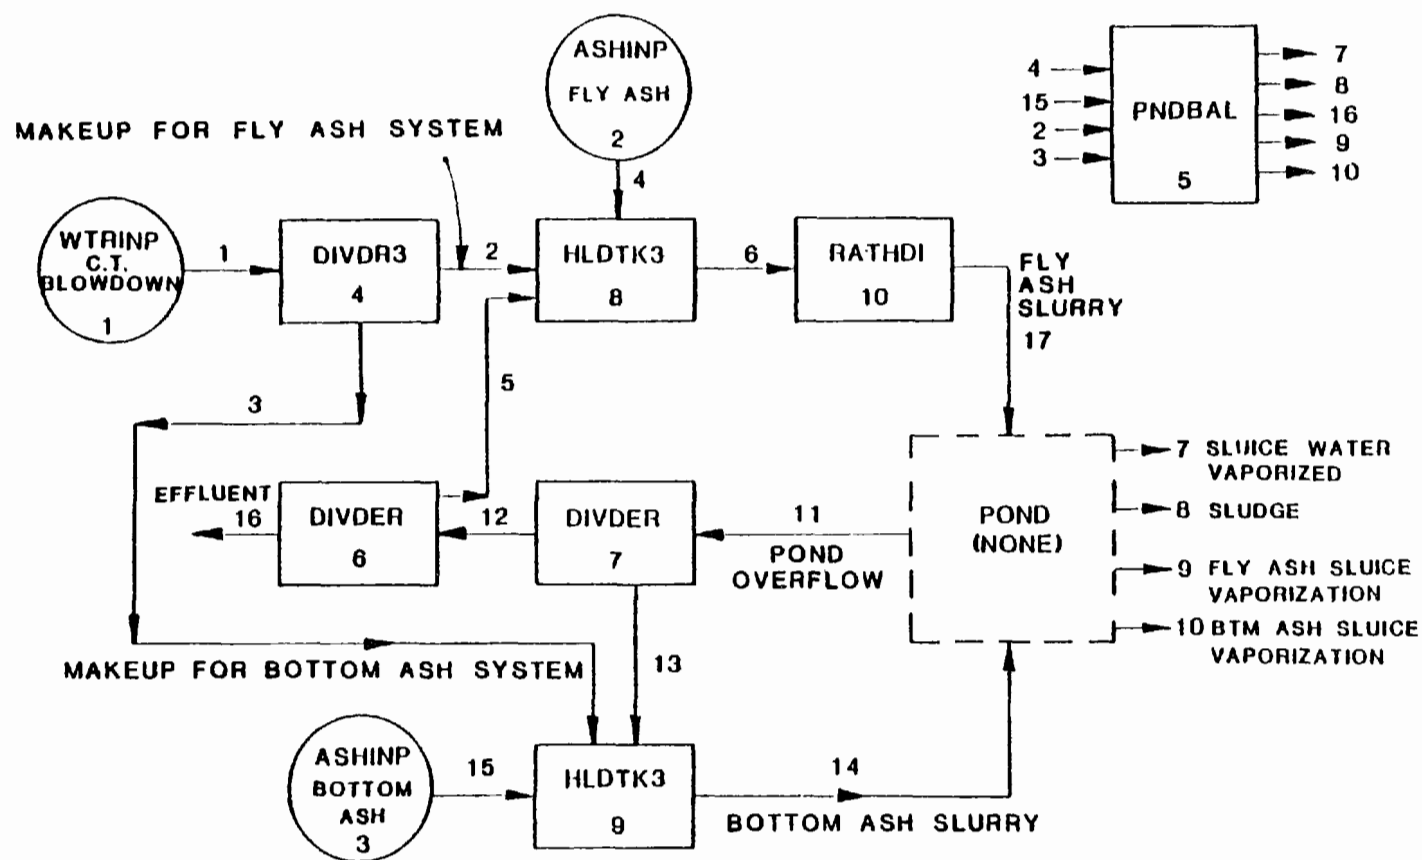 ASHINP
FLY ASH
2
MAKEUP FOR FLY ASH SYSTEM
4
4
15
2
3
PNDBAL
5
7
8
16
9
10
WTRINP
C.T.
BLOWDOWN
1
1
DIVDR3
4
2
HLDTK3
8
6
RATHDI
10
FLY
ASH
SLURRY
17
3
5
EFFLUENT
16
DIVDER
6
12
DIVDER
7
11
POND
OVERFLOW
POND
(NONE)
7 SLUICE WATER
VAPORIZED
8 SLUDGE
9 FLY ASH SLUICE
VAPORIZATION
10 BTM ASH SLUICE
VAPORIZATION
MAKEUP FOR BOTTOM ASH SYSTEM
13
ASHINP
BOTTOM
ASH
3
15
HLDTK3
9
14
BOTTOM ASH SLURRY